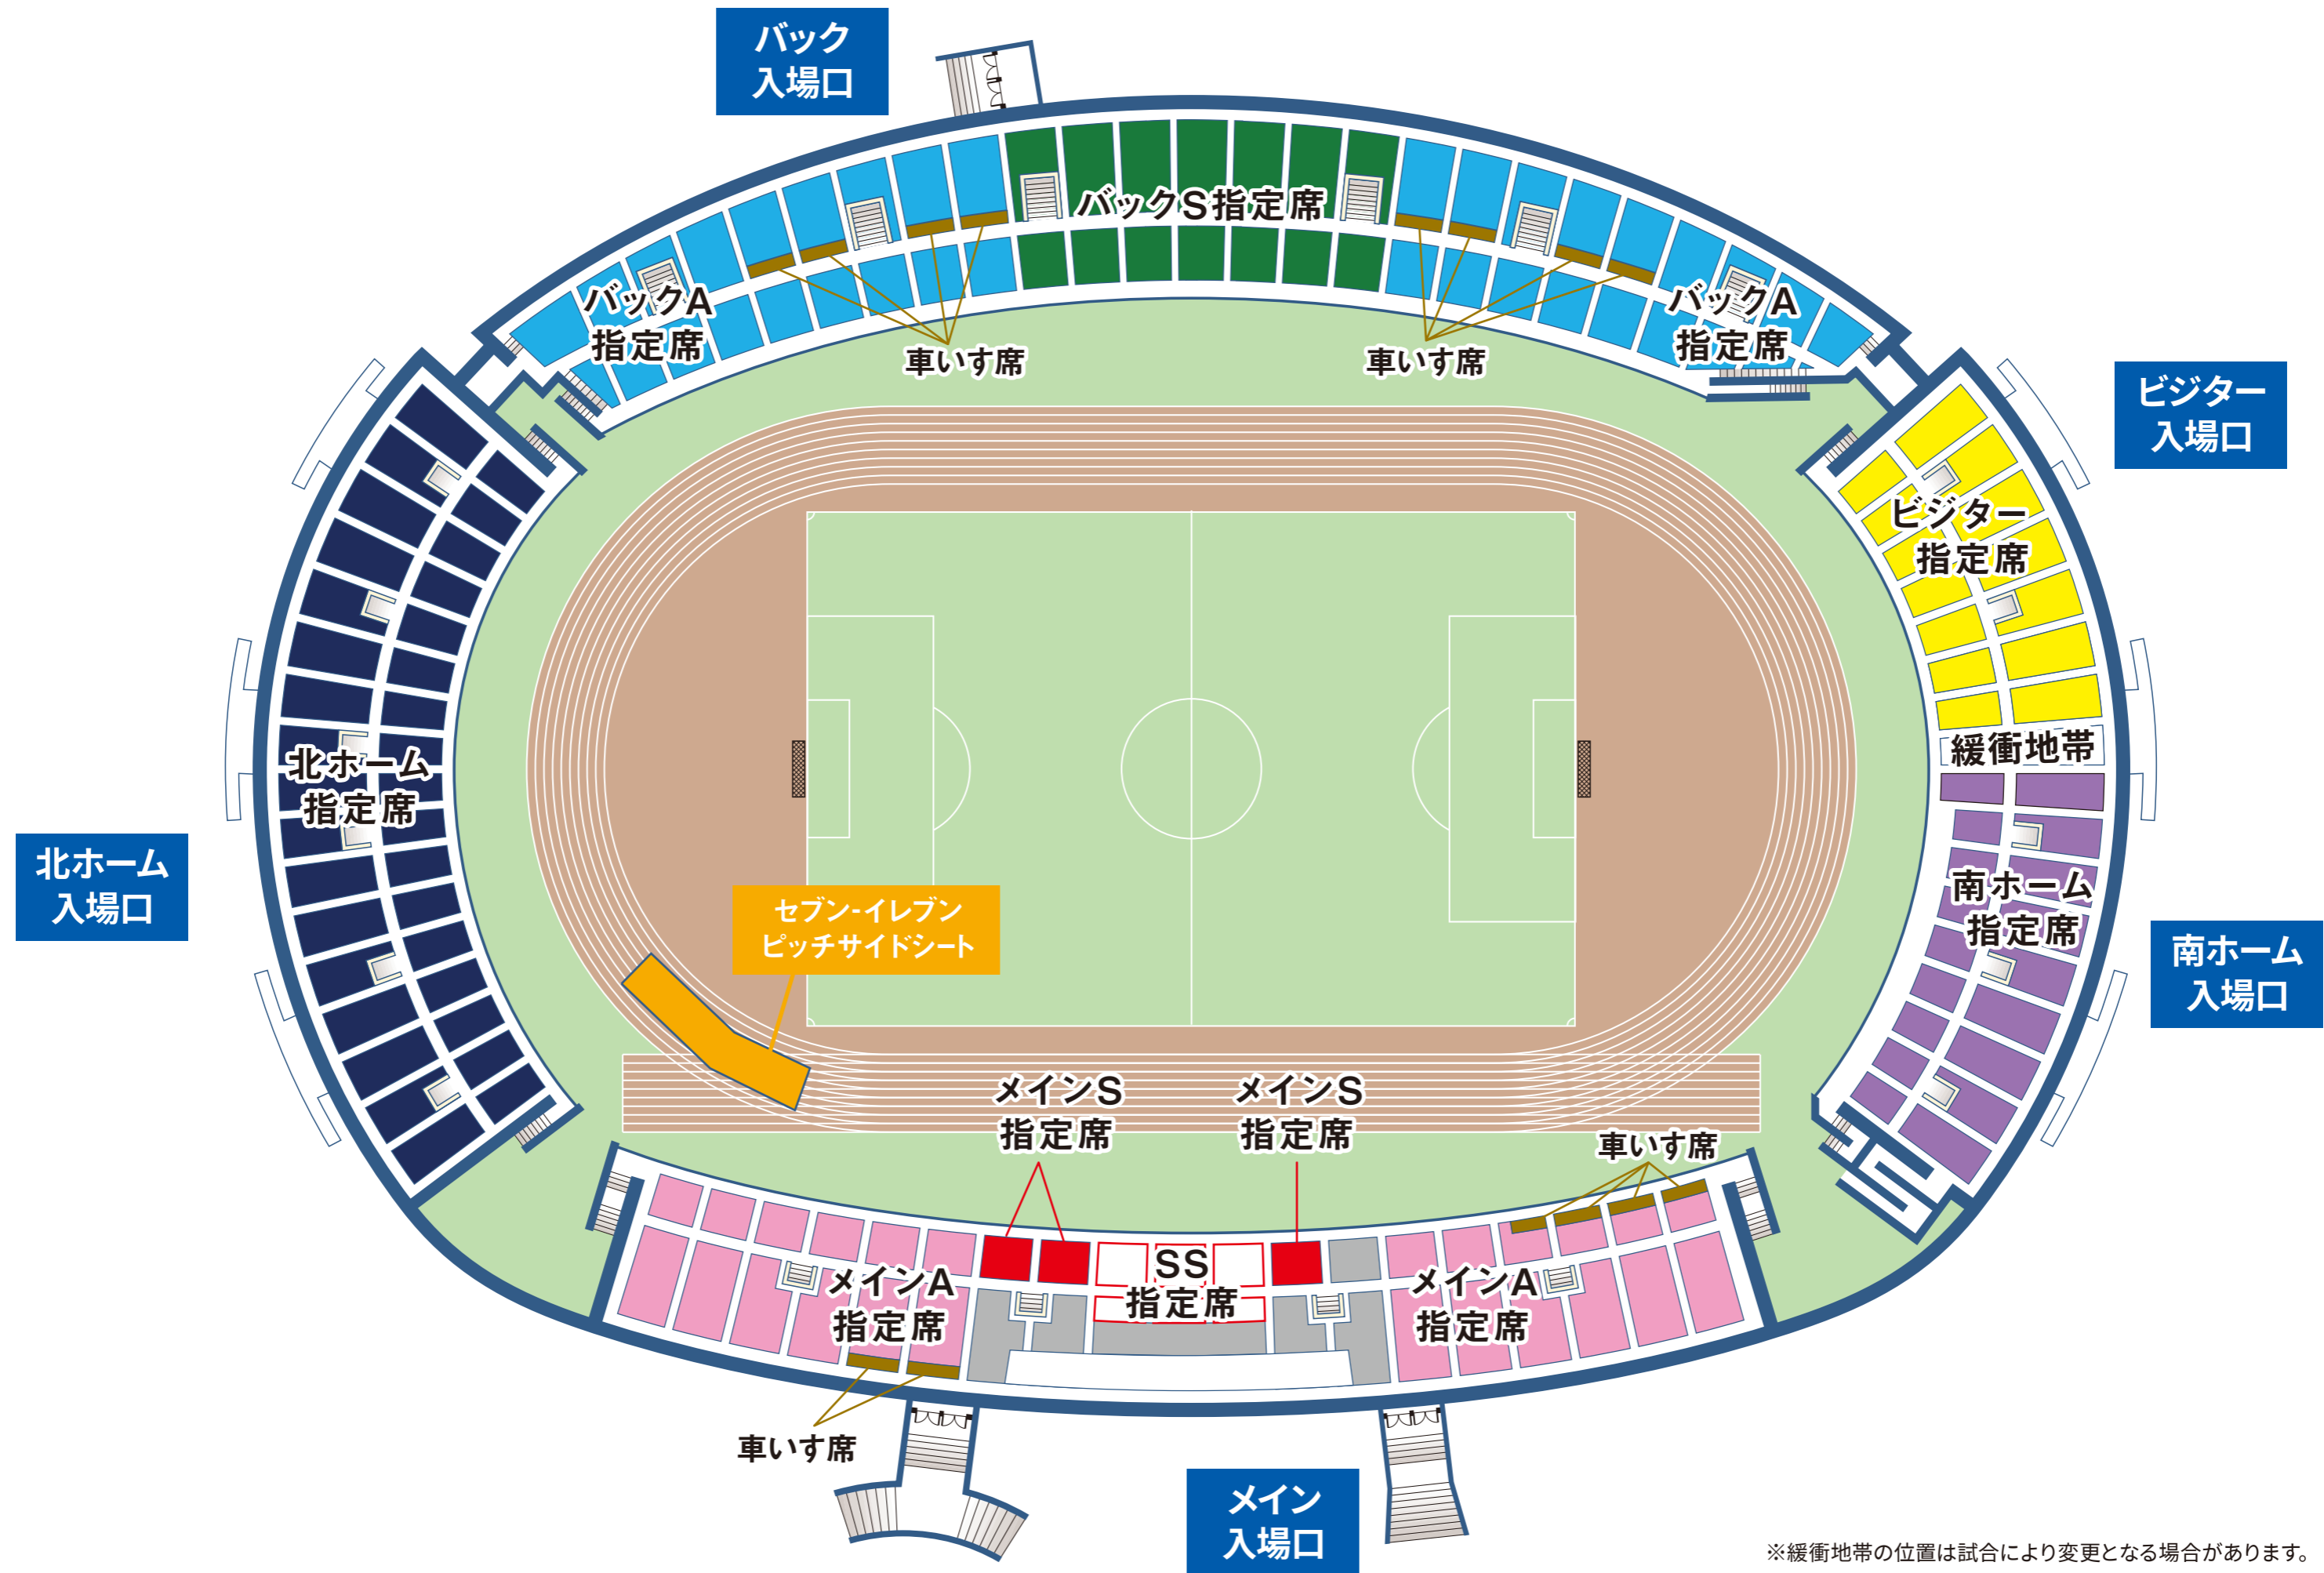 バック
入場口
バックS指定席
バックA
指定席
バックA
指定席
車いす席
車いす席
ビジター
入場口
ビジター
指定席
緩衝地帯
北ホーム
指定席
北ホーム
入場口
南ホーム
指定席
南ホーム
入場口
セブン-イレブン
ピッチサイドシート
メインS
指定席
メインS
指定席
車いす席
SS
指定席
メインA
指定席
メインA
指定席
車いす席
メイン
入場口
※緩衝地帯の位置は試合により変更となる場合があります。